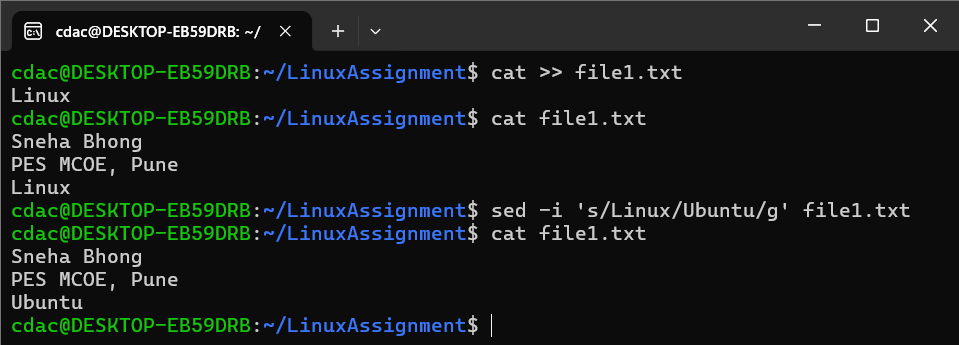 cdac@DESKTOP-EB59DRB: ~/
cdac@DESKTOP-EB59DRB:~/LinuxAssignment$ cat >> file1.txt
Linux
cdac@DESKTOP-EB59DRB:~/LinuxAssignment$ cat file1.txt
Sneha Bhong
PES MCOE, Pune
Linux
cdac@DESKTOP-EB59DRB:~/LinuxAssignment$ sed -i 's/Linux/Ubuntu/g' file1.txt
cdac@DESKTOP-EB59DRB:~/LinuxAssignment$ cat file1.txt
Sneha Bhong
PES MCOE, Pune
Ubuntu
cdac@DESKTOP-EB59DRB:~/LinuxAssignment$